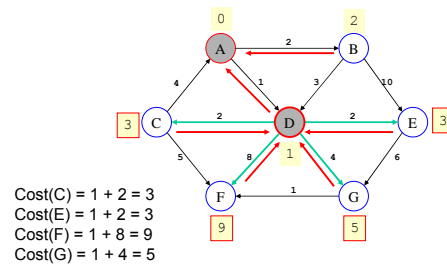 0
2
A
2
B
4
1
3
10
3
C
2
D
2
E
3
1
5
8
4
6
F
1
G
9
5
Cost(C) = 1 + 2 = 3
Cost(E) = 1 + 2 = 3
Cost(F) = 1 + 8 = 9
Cost(G) = 1 + 4 = 5